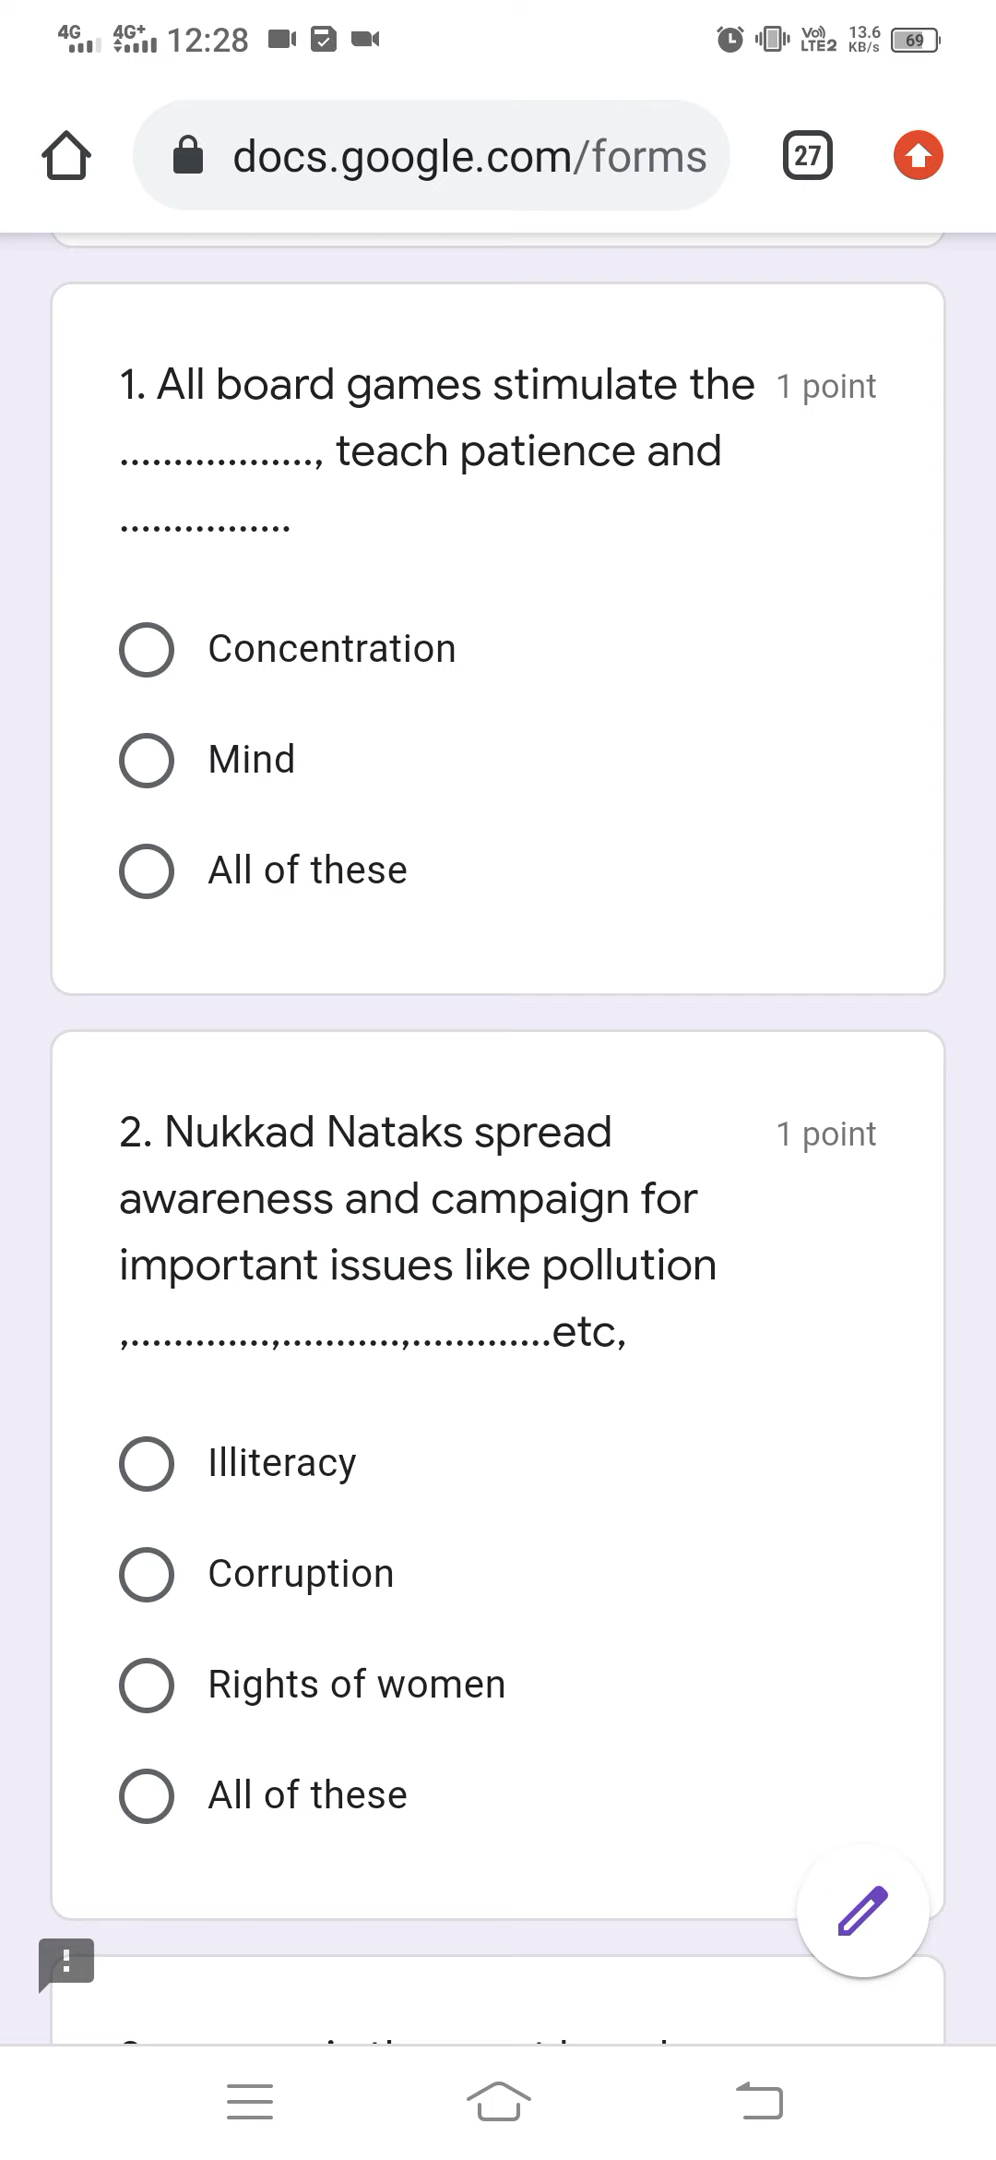 4G 4G+ 12:28 Vo) LTE2 13.6 KB/s 69
docs.google.com/forms 27
1. All board games stimulate the 1 point
.................., teach patience and
................
Concentration
Mind
All of these
2. Nukkad Nataks spread 1 point
awareness and campaign for
important issues like pollution
,.............,...........,.............etc,
Illiteracy
Corruption
Rights of women
All of these